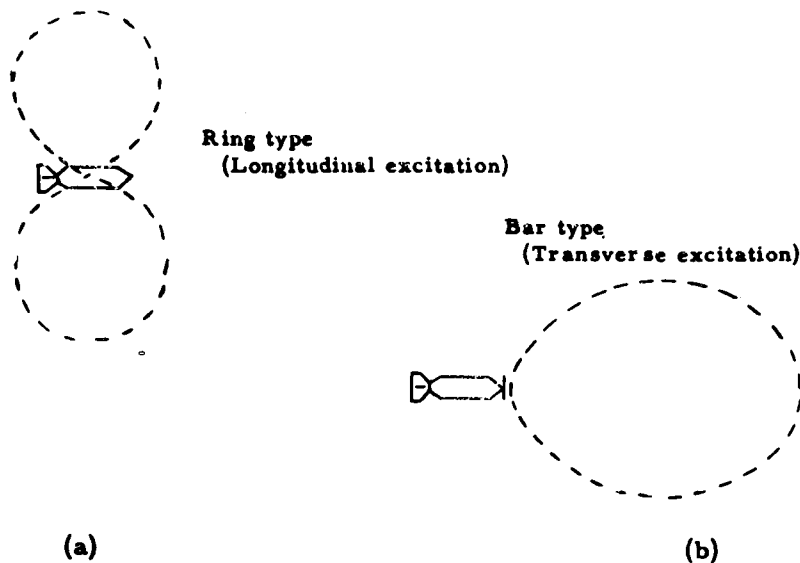 Ring type
(Longitudinal excitation)
Bar type
(Transverse excitation)
(a)
(b)